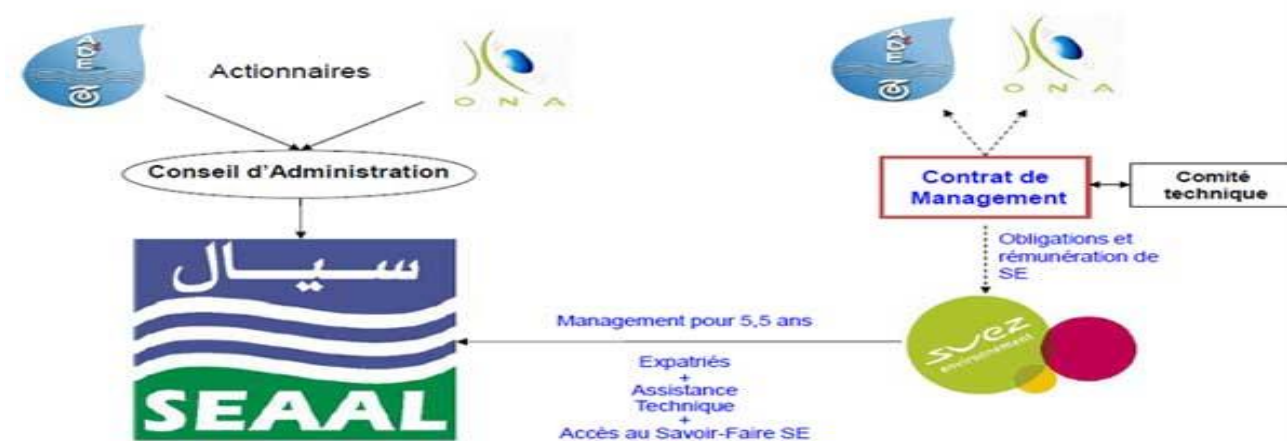 ADE
Actionnaires
ONA
Conseil d'Administration
سيال
SEAAL
Management pour 5,5 ans
Expatriés
+
Assistance
Technique
+
Accès au Savoir-Faire SE
ADE
ONA
Contrat de
Management
Comité
technique
Obligations et
rémunération de
SE
suez
environnement